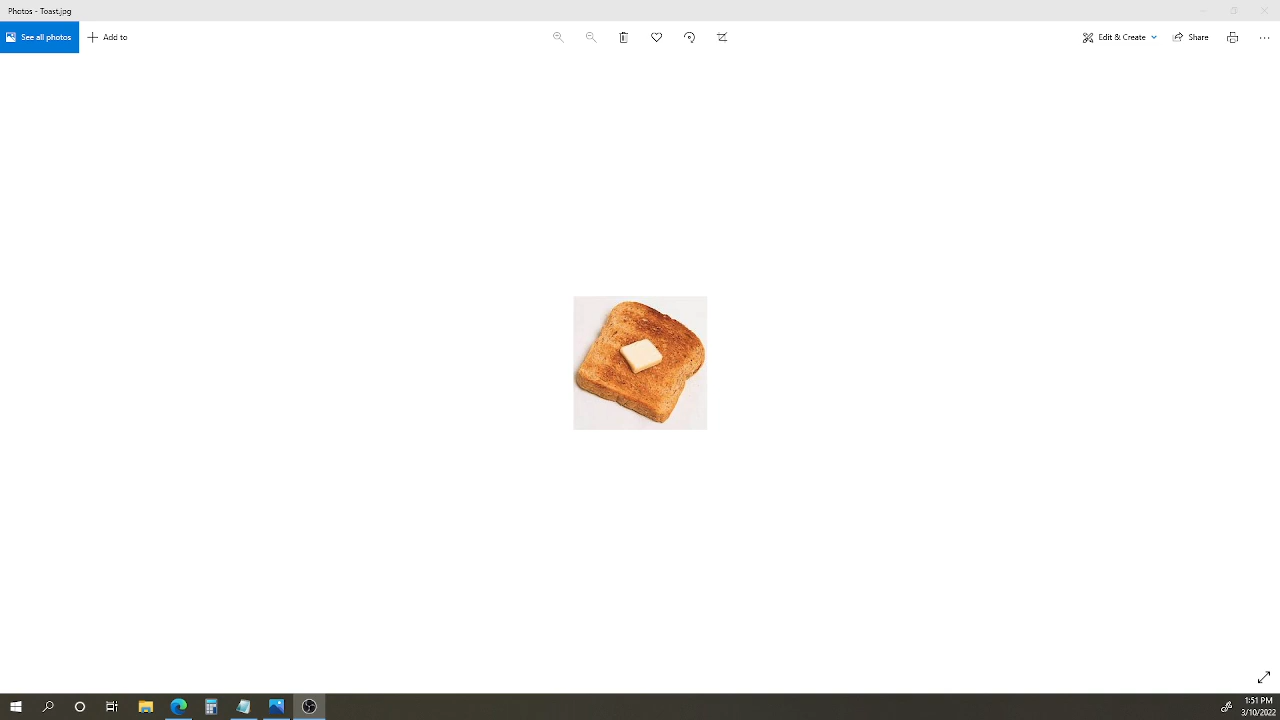 Photos - Toast.jpg
See all photos
Add to
Edit & Create
Share
1:51 PM
3/10/2022